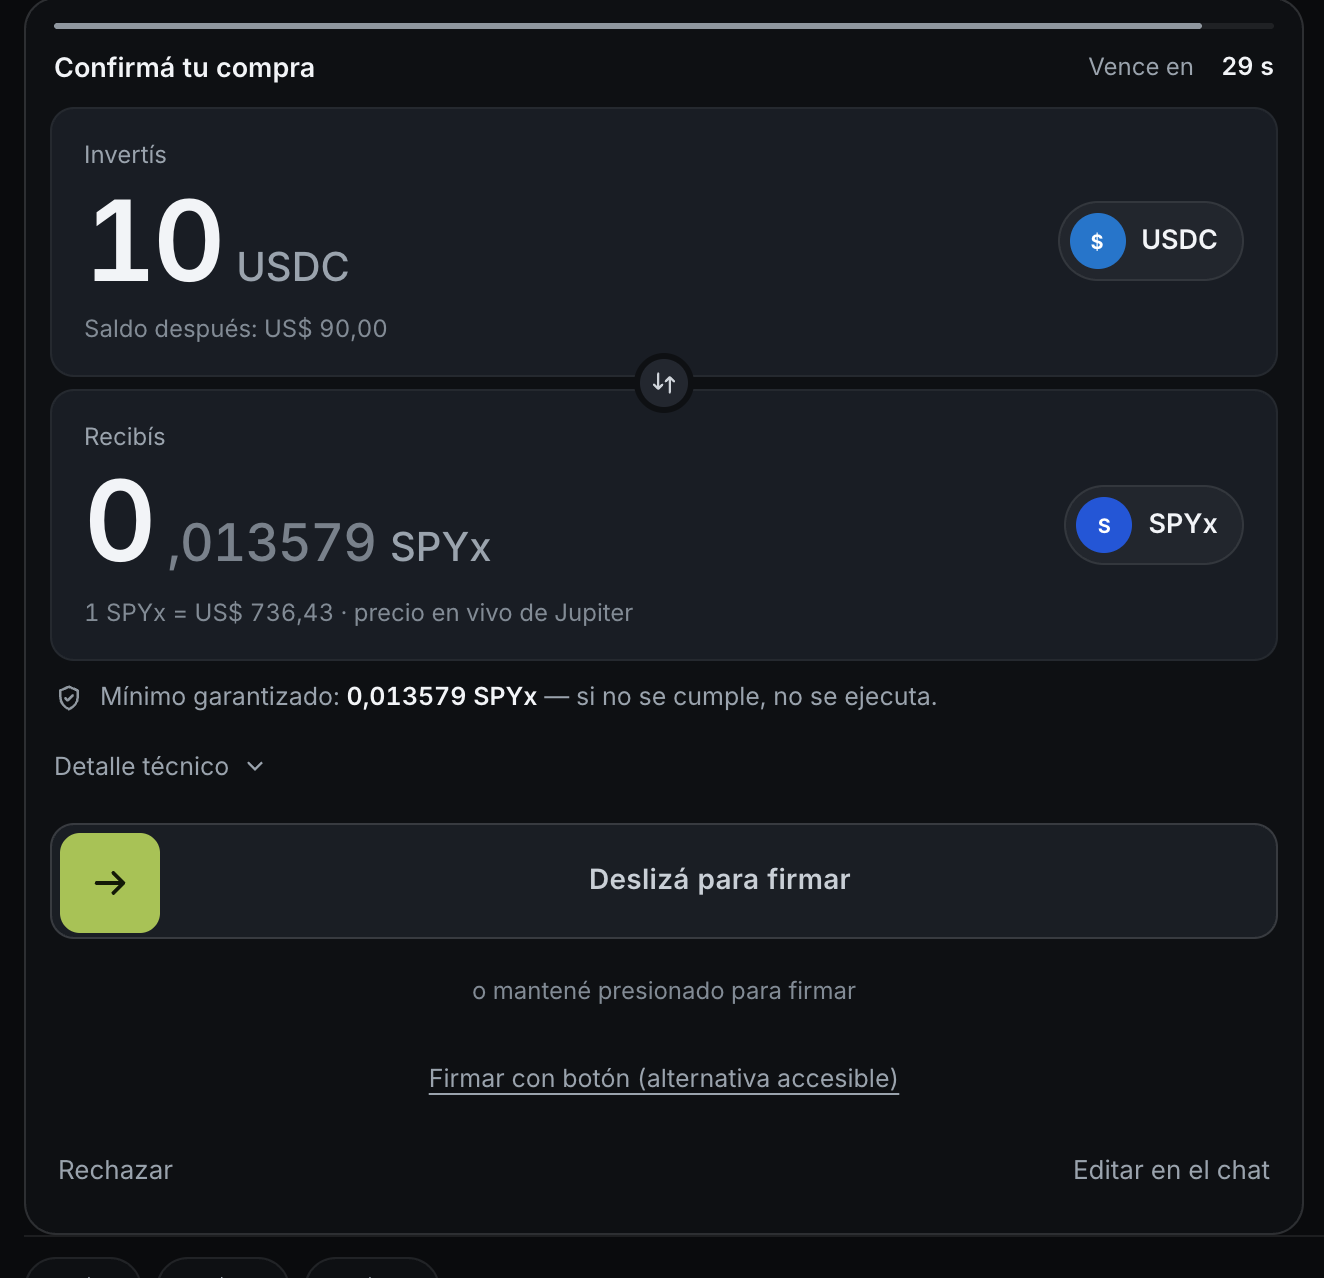 Confirmá tu compra
Vence en 29 s
Invertís
10 USDC
$ USDC
Saldo después: US$ 90,00
Recibís
0,013579 SPYx
S SPYx
1 SPYx = US$ 736,43 · precio en vivo de Jupiter
Mínimo garantizado: 0,013579 SPYx — si no se cumple, no se ejecuta.
Detalle técnico
Deslizá para firmar
o mantené presionado para firmar
Firmar con botón (alternativa accesible)
Rechazar
Editar en el chat